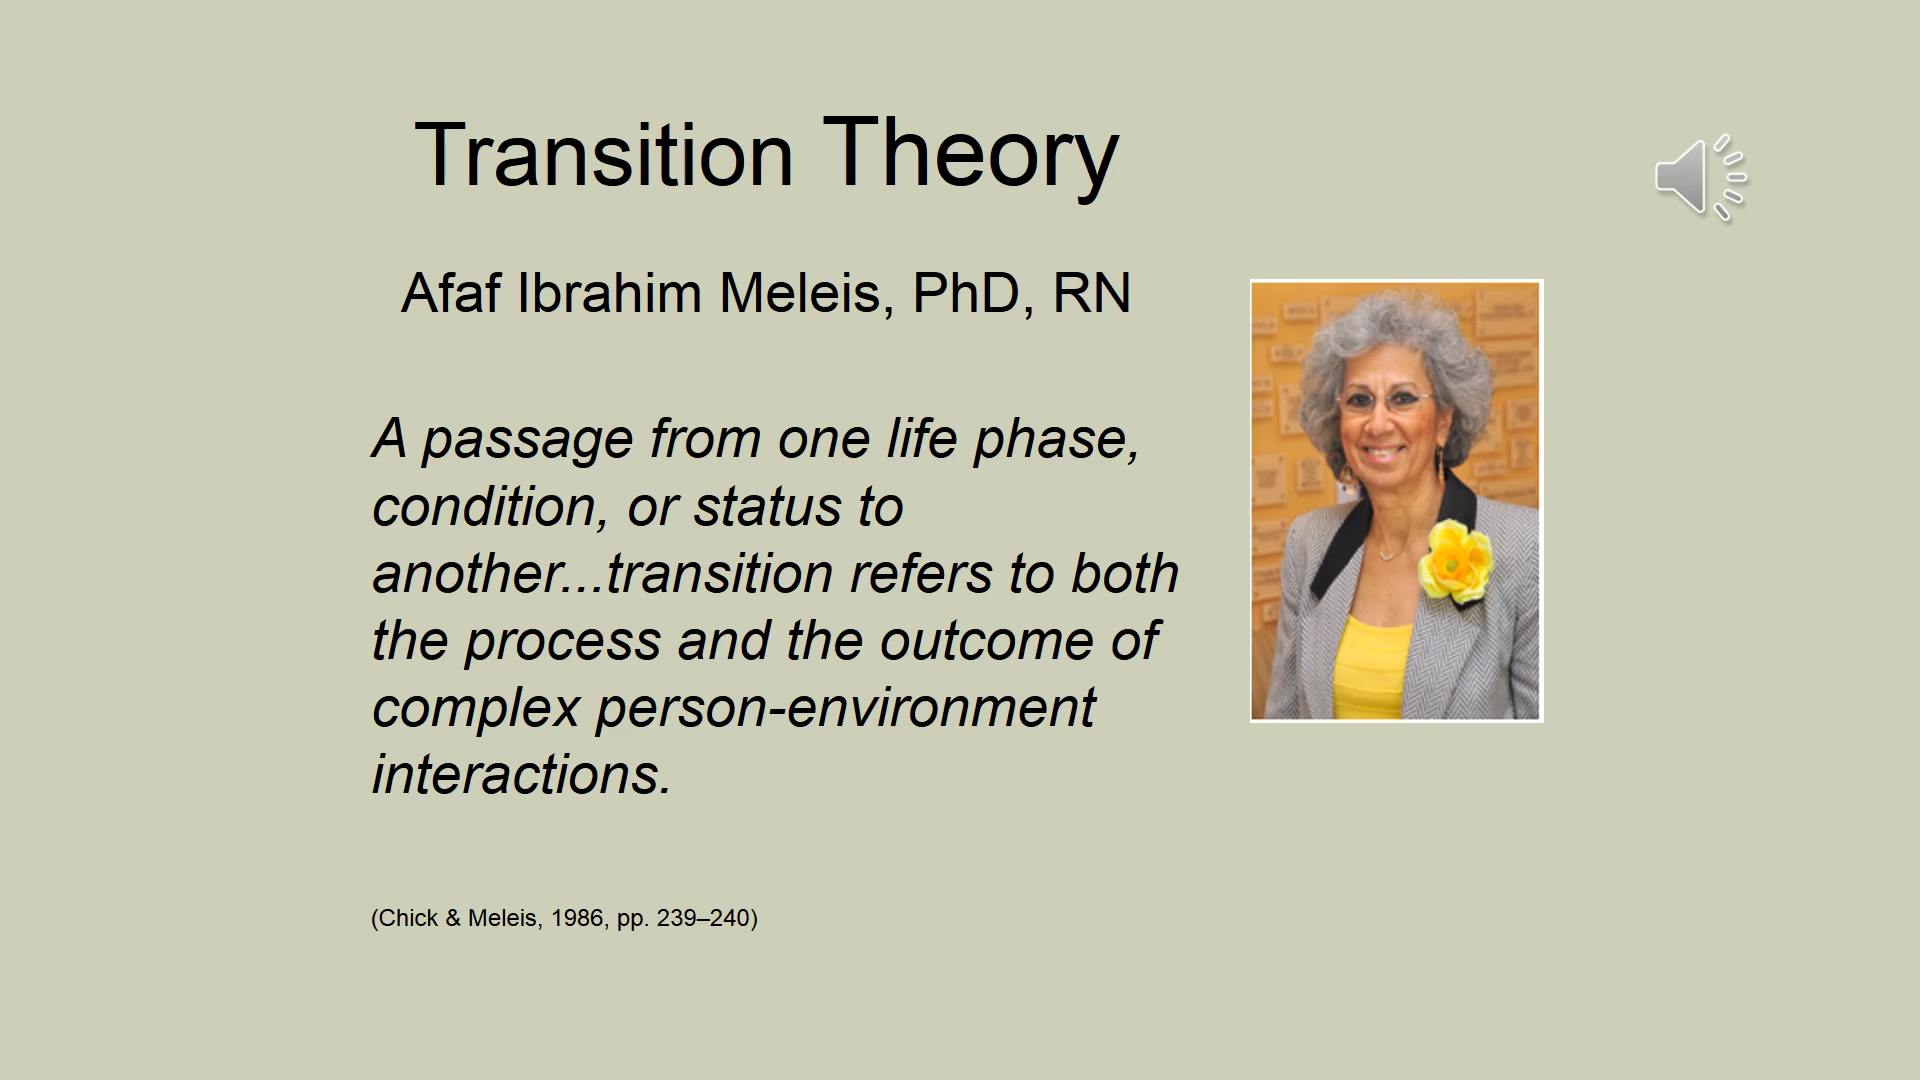 Transition Theory
Afaf Ibrahim Meleis, PhD, RN
A passage from one life phase,
condition, or status to
another...transition refers to both
the process and the outcome of
complex person-environment
interactions.
(Chick & Meleis, 1986, pp. 239–240)